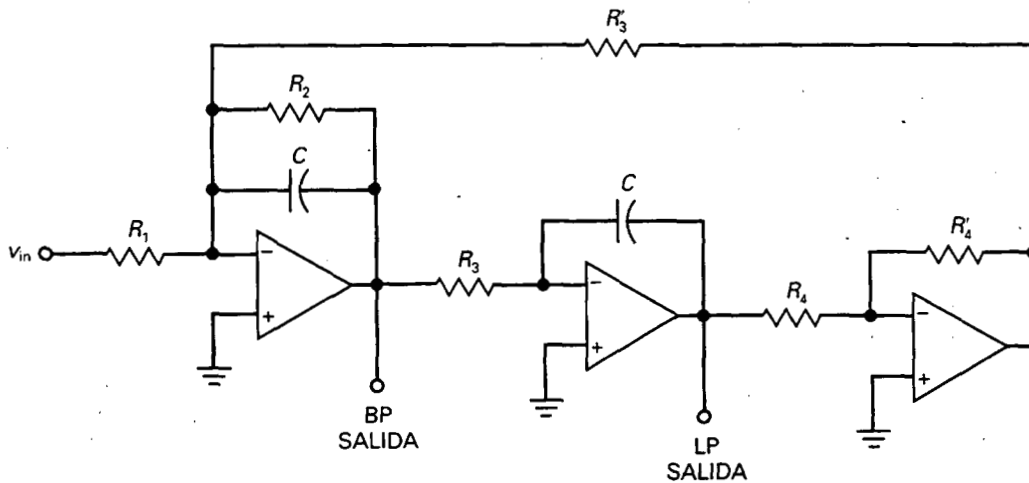 R'3
R2
C
C
vin
R1
R3
R4
R'4
−
+
−
+
−
+
BP
SALIDA
LP
SALIDA